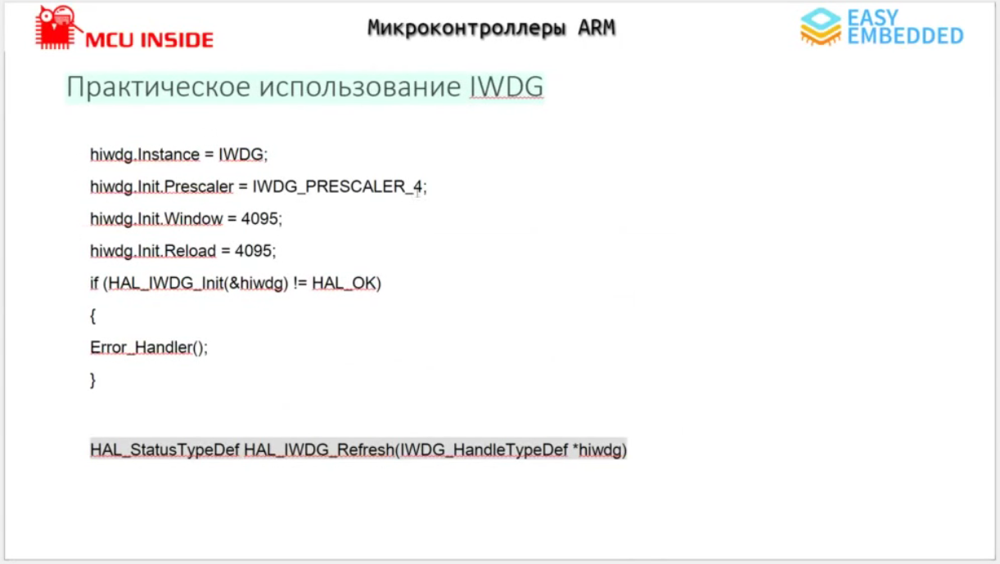 MCU INSIDE
Микроконтроллеры ARM
EASY
EMBEDDED
Практическое использование IWDG
hiwdg.Instance = IWDG;
hiwdg.Init.Prescaler = IWDG_PRESCALER_4;
hiwdg.Init.Window = 4095;
hiwdg.Init.Reload = 4095;
if (HAL_IWDG_Init(&hiwdg) != HAL_OK)
{
Error_Handler();
}
HAL_StatusTypeDef HAL_IWDG_Refresh(IWDG_HandleTypeDef *hiwdg)